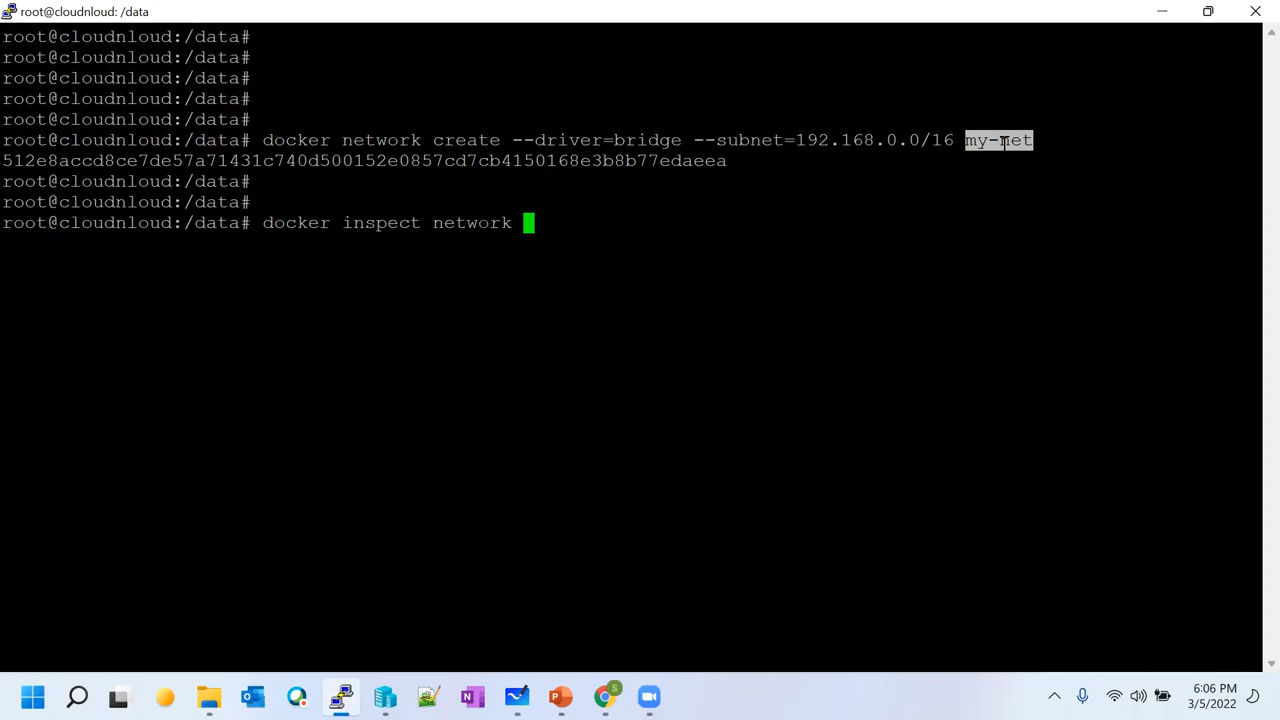 root@cloudnloud: /data
root@cloudnloud:/data#
root@cloudnloud:/data#
root@cloudnloud:/data#
root@cloudnloud:/data#
root@cloudnloud:/data#
root@cloudnloud:/data# docker network create --driver=bridge --subnet=192.168.0.0/16 my-net
512e8accd8ce7de57a71431c740d500152e0857cd7cb4150168e3b8b77edaeea
root@cloudnloud:/data#
root@cloudnloud:/data#
root@cloudnloud:/data# docker inspect network
S
6:06 PM
3/5/2022